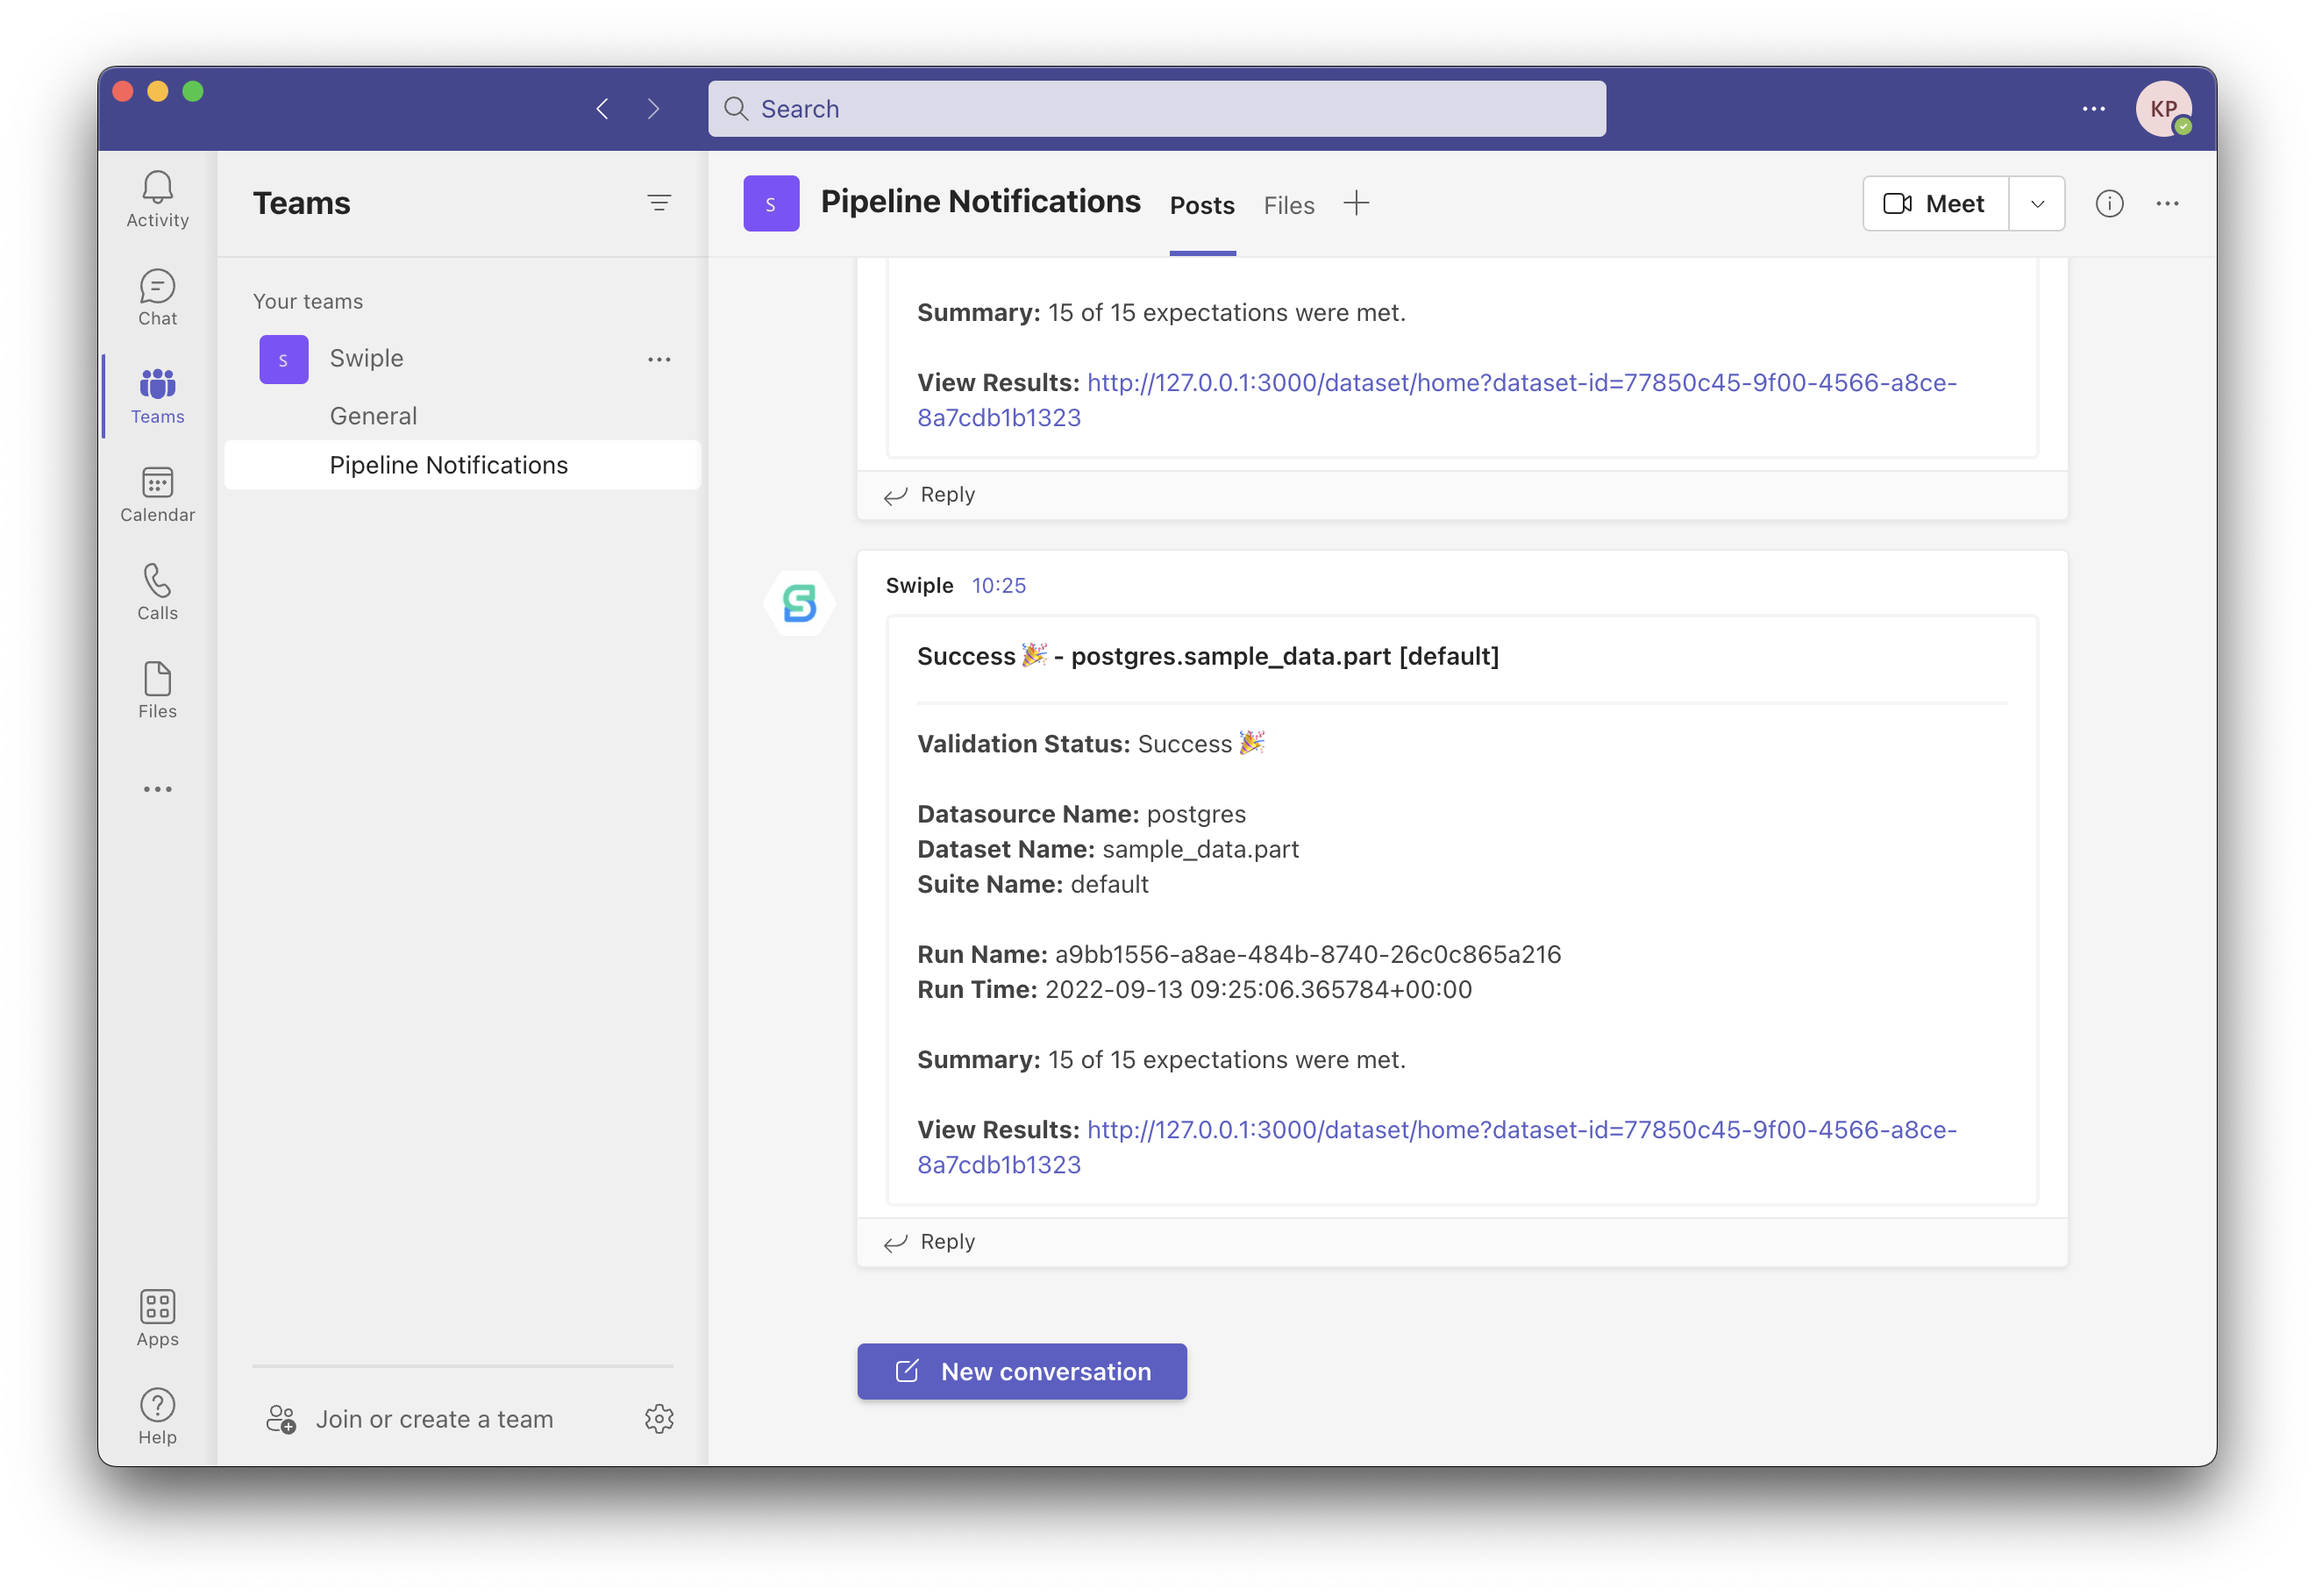 Search
KP
Activity
Chat
Teams
Calendar
Calls
Files
Apps
Help
Teams
Your teams
S
Swiple
General
Pipeline Notifications
Join or create a team
S
Pipeline Notifications
Posts
Files
Meet
Summary: 15 of 15 expectations were met.
View Results: http://127.0.0.1:3000/dataset/home?dataset-id=77850c45-9f00-4566-a8ce-
8a7cdb1b1323
Reply
Swiple 10:25
Success 🎉 - postgres.sample_data.part [default]
Validation Status: Success 🎉
Datasource Name: postgres
Dataset Name: sample_data.part
Suite Name: default
Run Name: a9bb1556-a8ae-484b-8740-26c0c865a216
Run Time: 2022-09-13 09:25:06.365784+00:00
Summary: 15 of 15 expectations were met.
View Results: http://127.0.0.1:3000/dataset/home?dataset-id=77850c45-9f00-4566-a8ce-
8a7cdb1b1323
Reply
New conversation